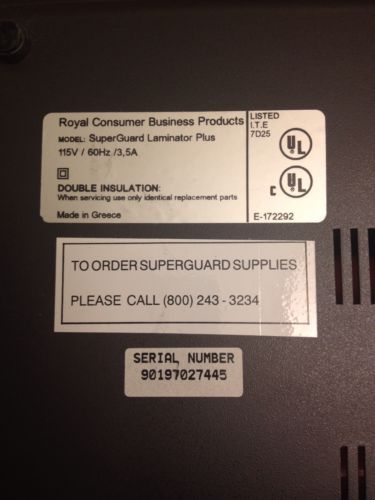 Royal Consumer Business Products
MODEL: SuperGuard Laminator Plus
115V / 60Hz /3,5A
DOUBLE INSULATION:
When servicing use only identical replacement parts
Made in Greece
LISTED
I.T.E
7D25
UL
C UL
E-172292
TO ORDER SUPERGUARD SUPPLIES
PLEASE CALL (800) 243 - 3234
SERIAL NUMBER
90197027445